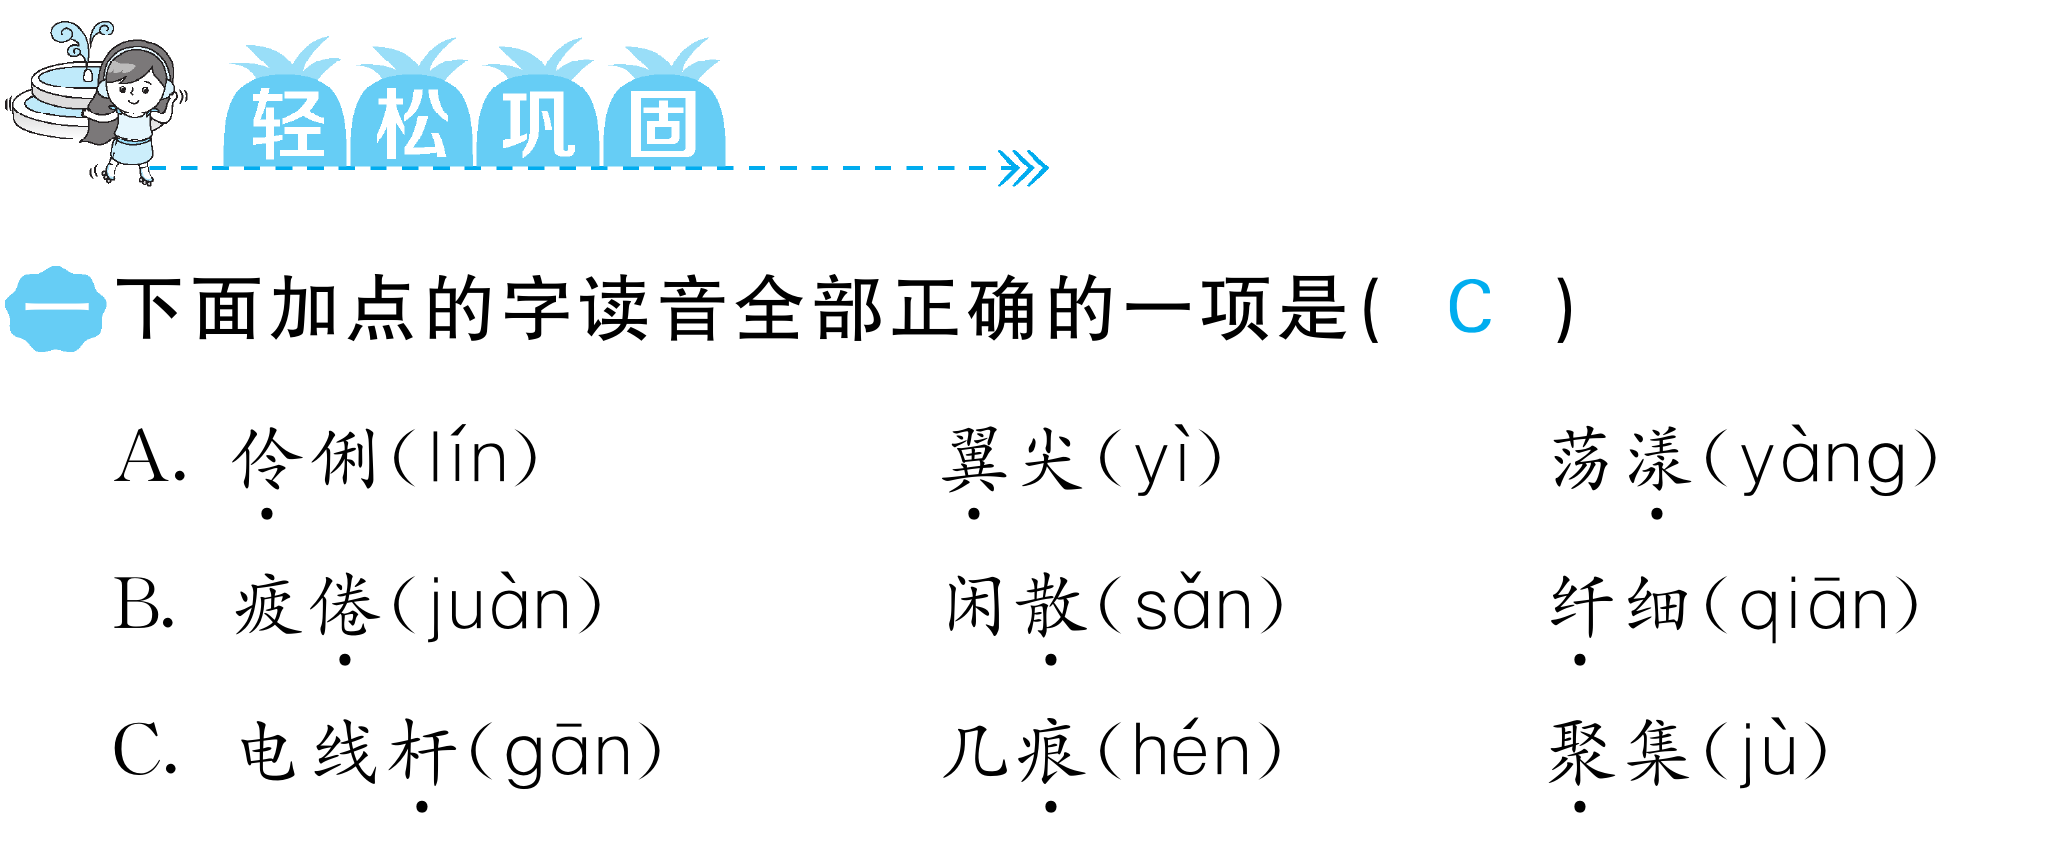 轻松巩固
一 下面加点的字读音全部正确的一项是( C )
A. 伶俐(lín) 翼尖(yì) 荡漾(yàng)
B. 疲倦(juàn) 闲散(sǎn) 纤细(qiān)
C. 电线杆(gān) 几痕(hén) 聚集(jù)